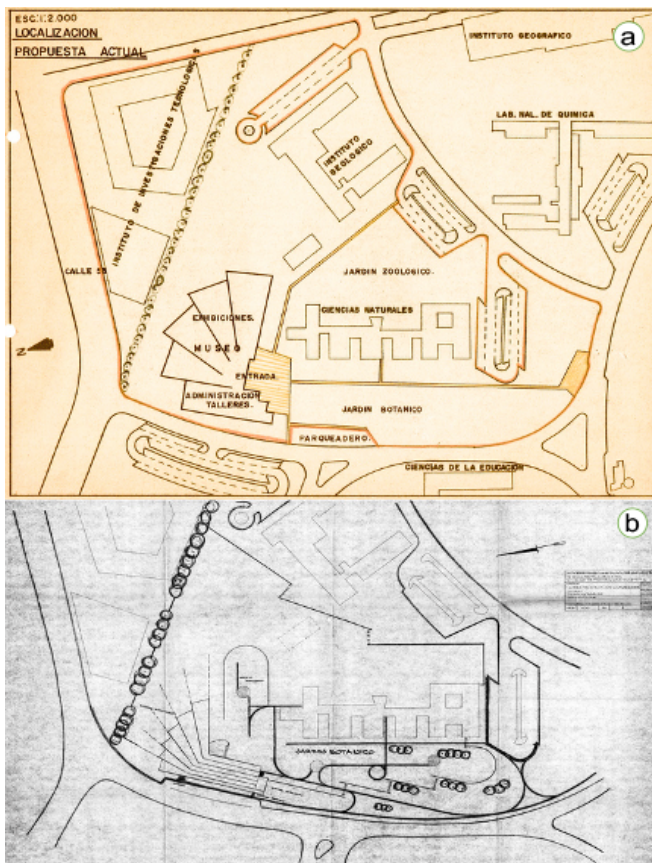 ESC:1:2.000
LOCALIZACION
PROPUESTA ACTUAL
a
INSTITUTO GEOGRAFICO
LAB. NAL. DE QUIMICA
INSTITUTO DE INVESTIGACIONES TECNOLOGICAS
INSTITUTO
GEOLOGICO
CALLE 53
JARDIN ZOOLOGICO.
EXHIBICIONES.
CIENCIAS NATURALES
MUSEO
N
ENTRADA.
ADMINISTRACION
TALLERES.
JARDIN BOTANICO
PARQUEADERO.
CIENCIAS DE LA EDUCACIÓN
b
JARDIN BOTANICO